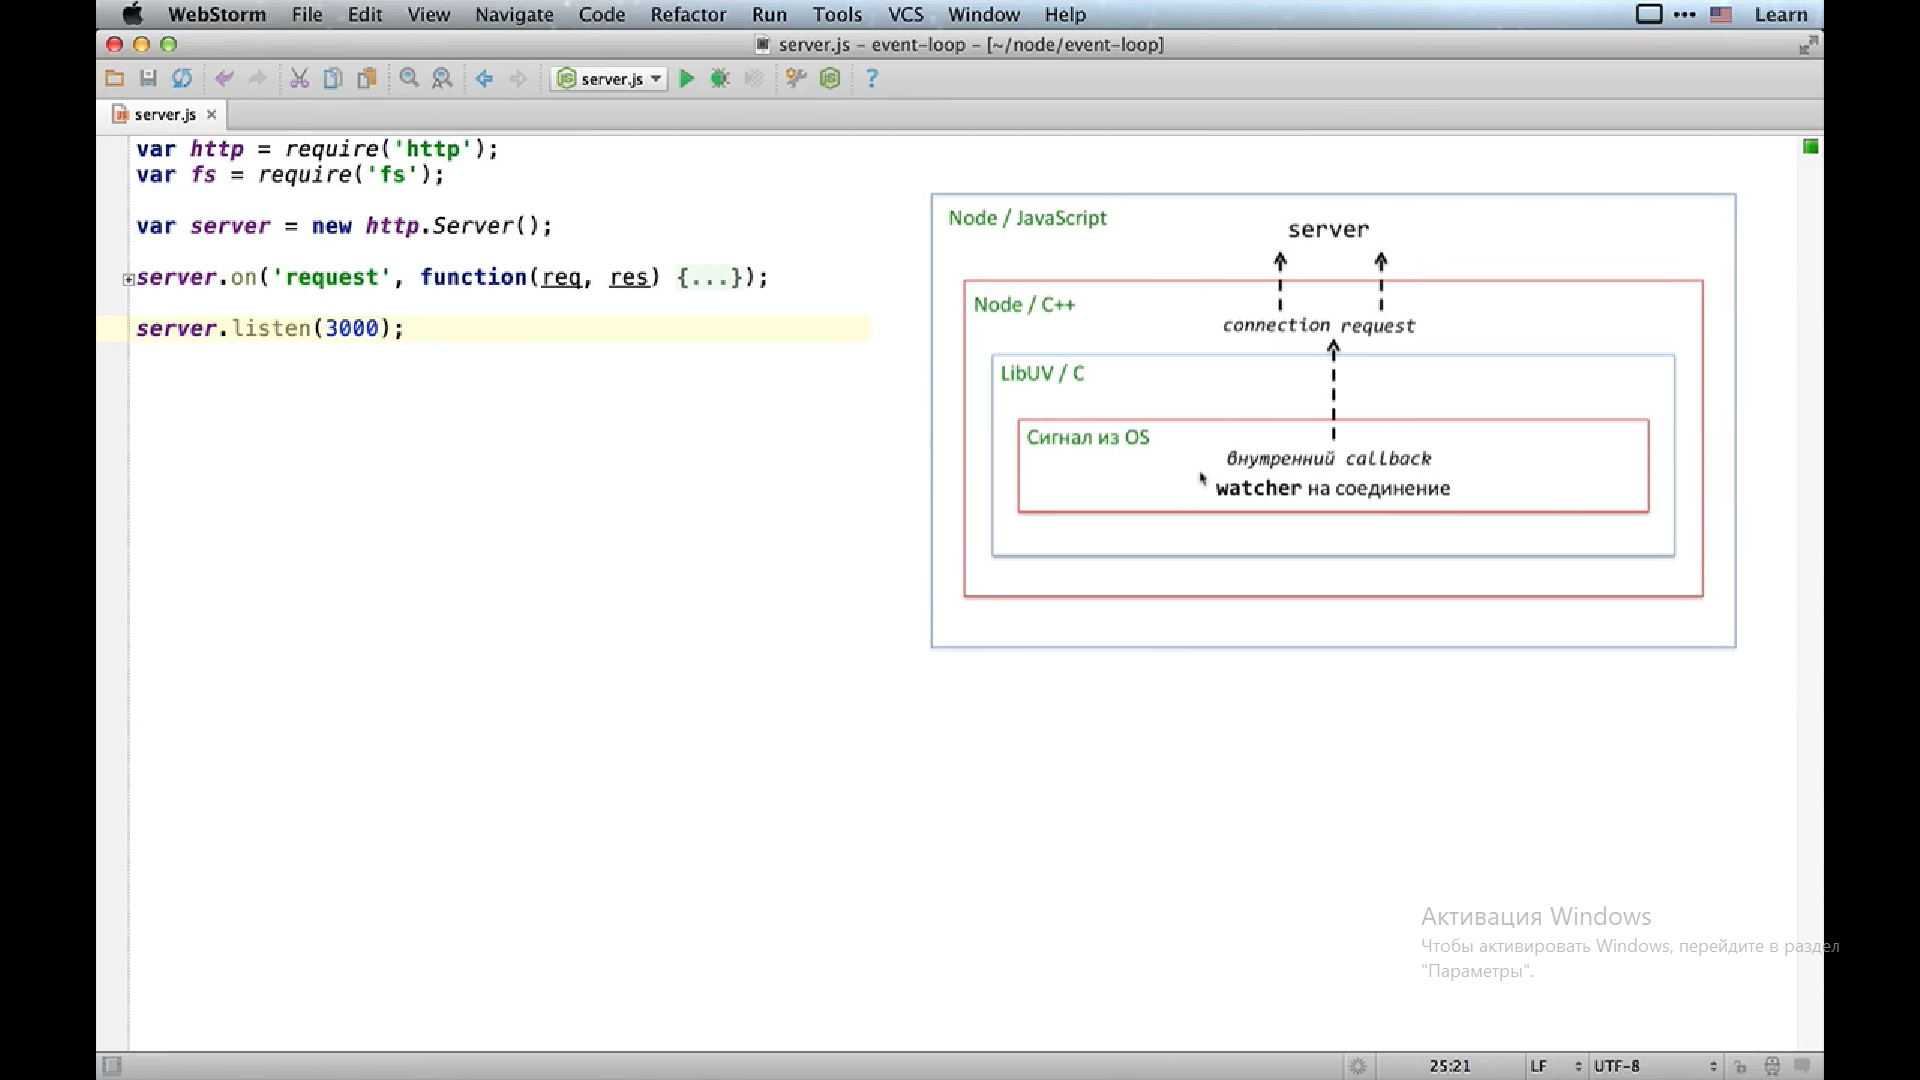 WebStorm File Edit View Navigate Code Refactor Run Tools VCS Window Help ••• Learn
server.js – event-loop – [~/node/event-loop]
server.js ?
server.js
var http = require('http');
var fs = require('fs');
var server = new http.Server();
server.on('request', function(req, res) {...});
server.listen(3000);
Node / JavaScript
server
Node / C++
connection request
LibUV / C
Сигнал из OS
внутренний callback
watcher на соединение
Активация Windows
Чтобы активировать Windows, перейдите в раздел
"Параметры".
25:21 LF UTF-8